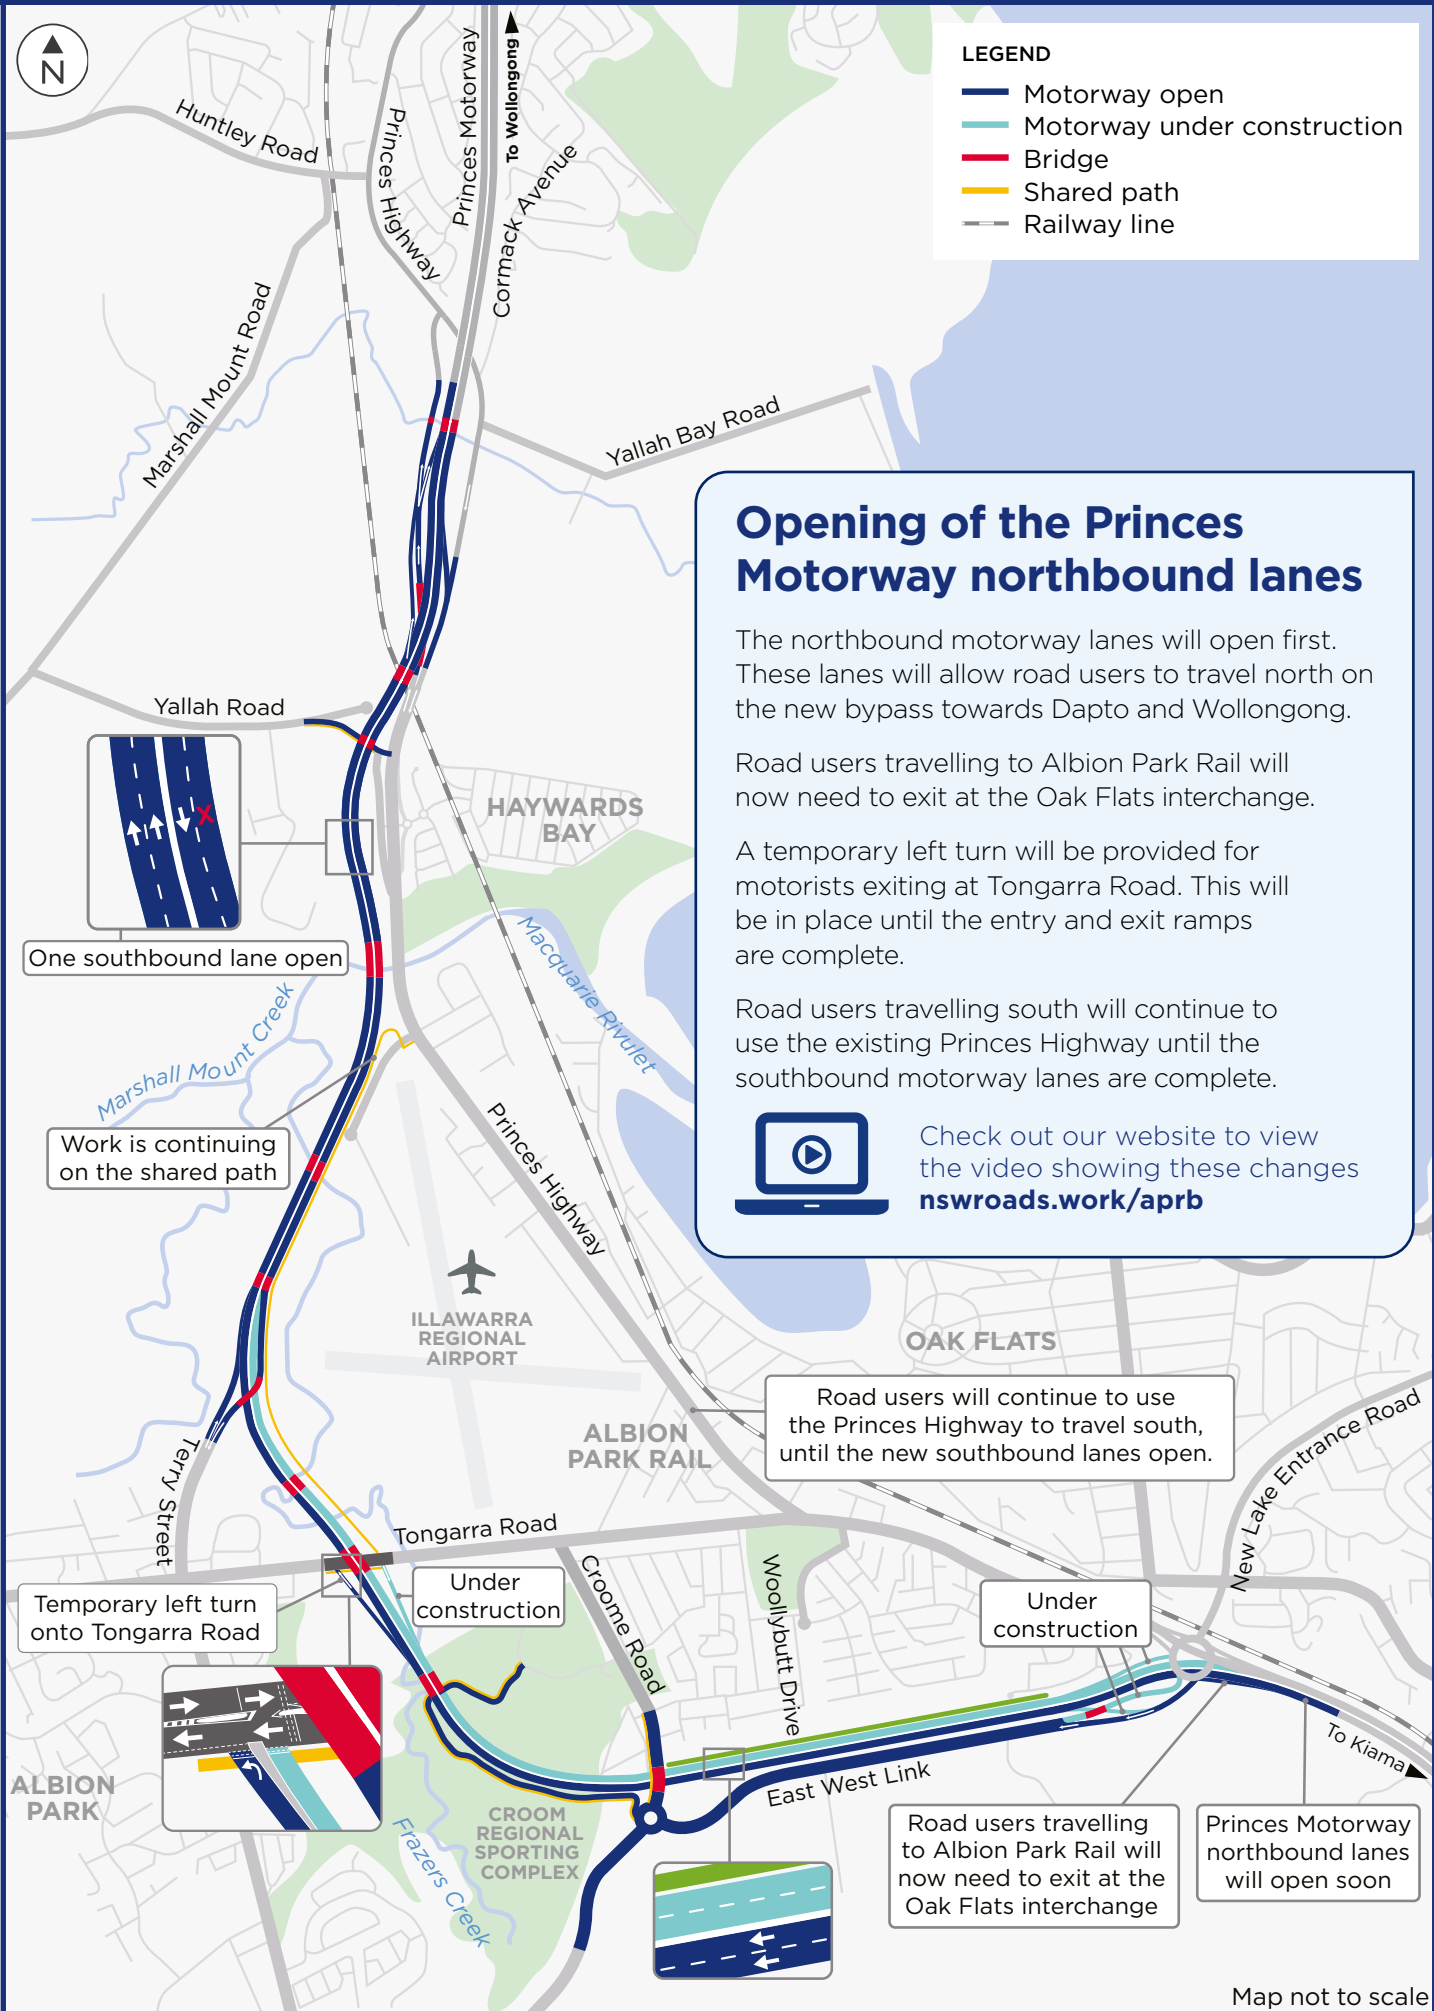 N
Huntley Road
Princes Highway
Princes Motorway
To Wollongong
Cormack Avenue
LEGEND
Motorway open
Motorway under construction
Bridge
Shared path
Railway line
Marshall Mount Road
Yallah Bay Road
Opening of the Princes
Motorway northbound lanes
The northbound motorway lanes will open first.
These lanes will allow road users to travel north on
the new bypass towards Dapto and Wollongong.
Road users travelling to Albion Park Rail will
now need to exit at the Oak Flats interchange.
A temporary left turn will be provided for
motorists exiting at Tongarra Road. This will
be in place until the entry and exit ramps
are complete.
Road users travelling south will continue to
use the existing Princes Highway until the
southbound motorway lanes are complete.
Check out our website to view
the video showing these changes
nswroads.work/aprb
Yallah Road
X
One southbound lane open
HAYWARDS
BAY
Macquarie Rivulet
Marshall Mount Creek
Work is continuing
on the shared path
Princes Highway
ILLAWARRA
REGIONAL
AIRPORT
OAK FLATS
Road users will continue to use
the Princes Highway to travel south,
until the new southbound lanes open.
ALBION
PARK RAIL
New Lake Entrance Road
Terry Street
Tongarra Road
Under
construction
Temporary left turn
onto Tongarra Road
Croome Road
Woollybutt Drive
Under
construction
To Kiama
East West Link
ALBION
PARK
CROOM
REGIONAL
SPORTING
COMPLEX
Frazers Creek
Road users travelling
to Albion Park Rail will
now need to exit at the
Oak Flats interchange
Princes Motorway
northbound lanes
will open soon
Map not to scale